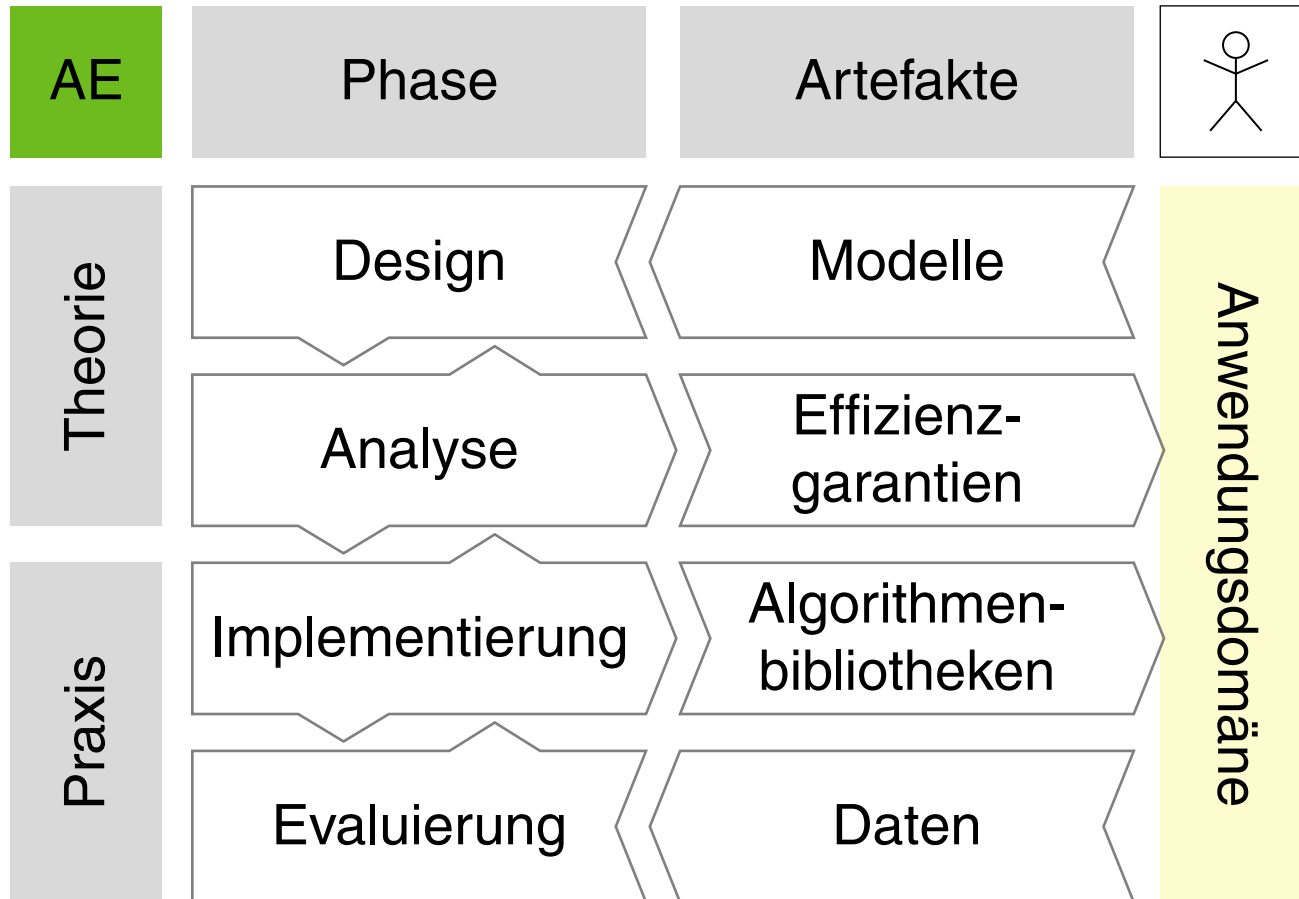 AE
Phase
Artefakte
Theorie
Design
Modelle
Analyse
Effizienz-
garantien
Praxis
Implementierung
Algorithmen-
bibliotheken
Evaluierung
Daten
Anwendungsdomäne